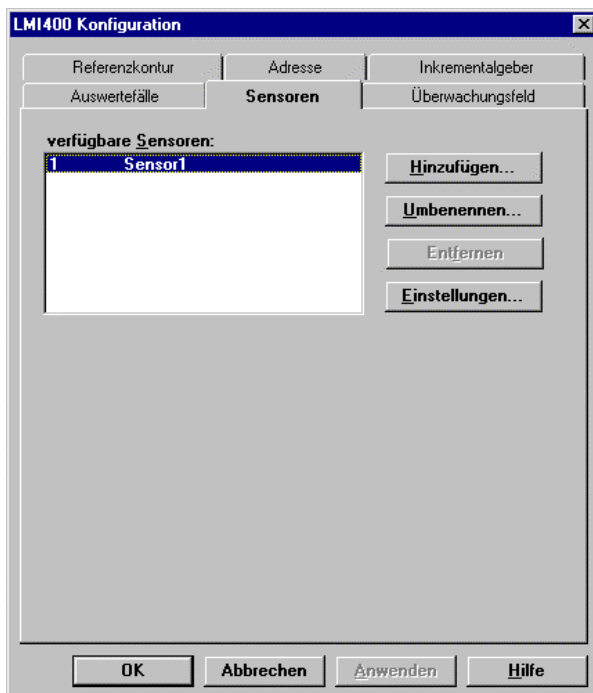 LMI400 Konfiguration
Referenzkontur Adresse Inkrementalgeber
Auswertefälle Sensoren Überwachungsfeld
verfügbare Sensoren:
1 Sensor1
Hinzufügen...
Umbenennen...
Entfernen
Einstellungen...
OK Abbrechen Anwenden Hilfe